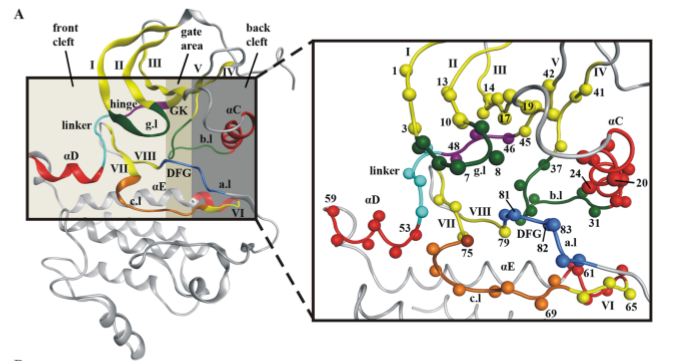 A
front cleft
gate area
back cleft
I
II
III
V
IV
hinge
GK
αC
linker
g.l
b.l
αD
VII
VIII
DFG
αE
a.l
c.l
VI
I
II
III
V
IV
1
13
14
42
41
17
19
10
αC
3
48
46
45
linker
7
g.l
8
37
24
20
αD
59
81
b.l
31
53
VII
VIII
79
DFG
83
82
a.l
75
αE
61
c.l
69
VI
65